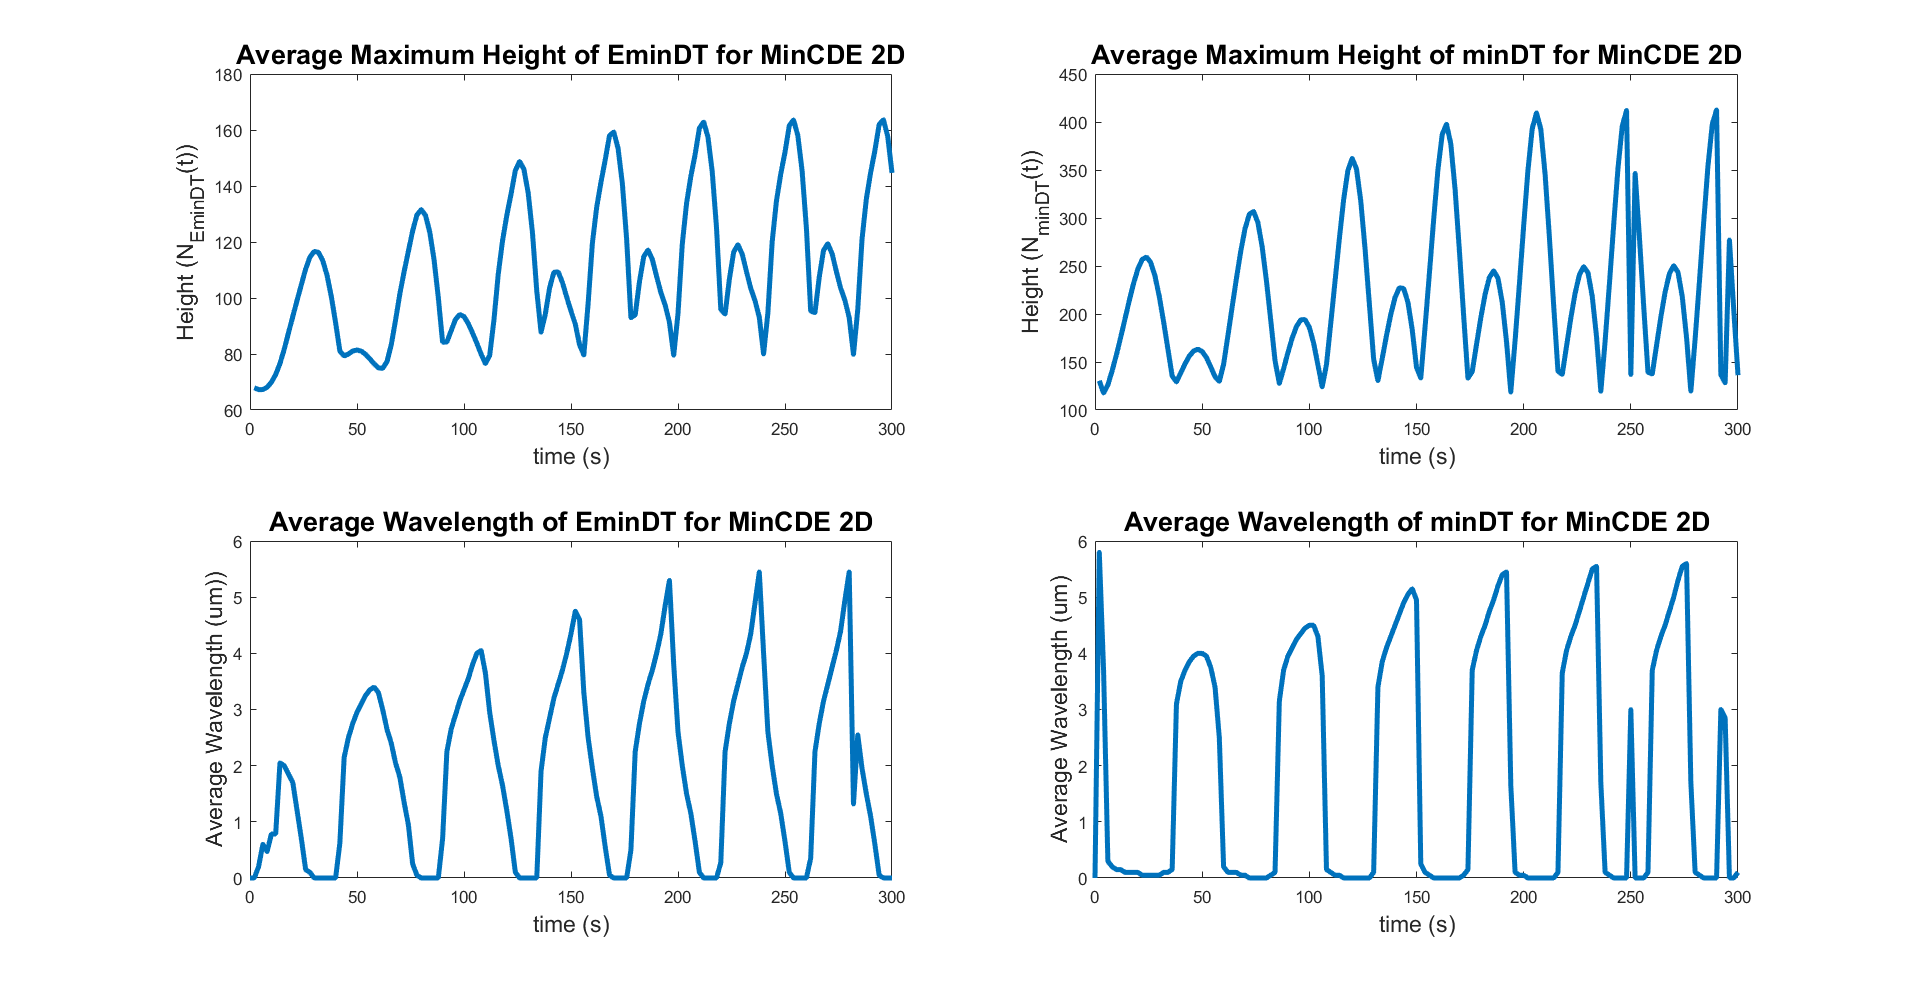 Average Maximum Height of EminDT for MinCDE 2D
Height (N_EminDT(t))
180
160
140
120
100
80
60
0 50 100 150 200 250 300
time (s)
Average Maximum Height of minDT for MinCDE 2D
Height (N_minDT(t))
450
400
350
300
250
200
150
100
0 50 100 150 200 250 300
time (s)
Average Wavelength of EminDT for MinCDE 2D
Average Wavelength (um))
6
5
4
3
2
1
0
0 50 100 150 200 250 300
time (s)
Average Wavelength of minDT for MinCDE 2D
Average Wavelength (um)
6
5
4
3
2
1
0
0 50 100 150 200 250 300
time (s)